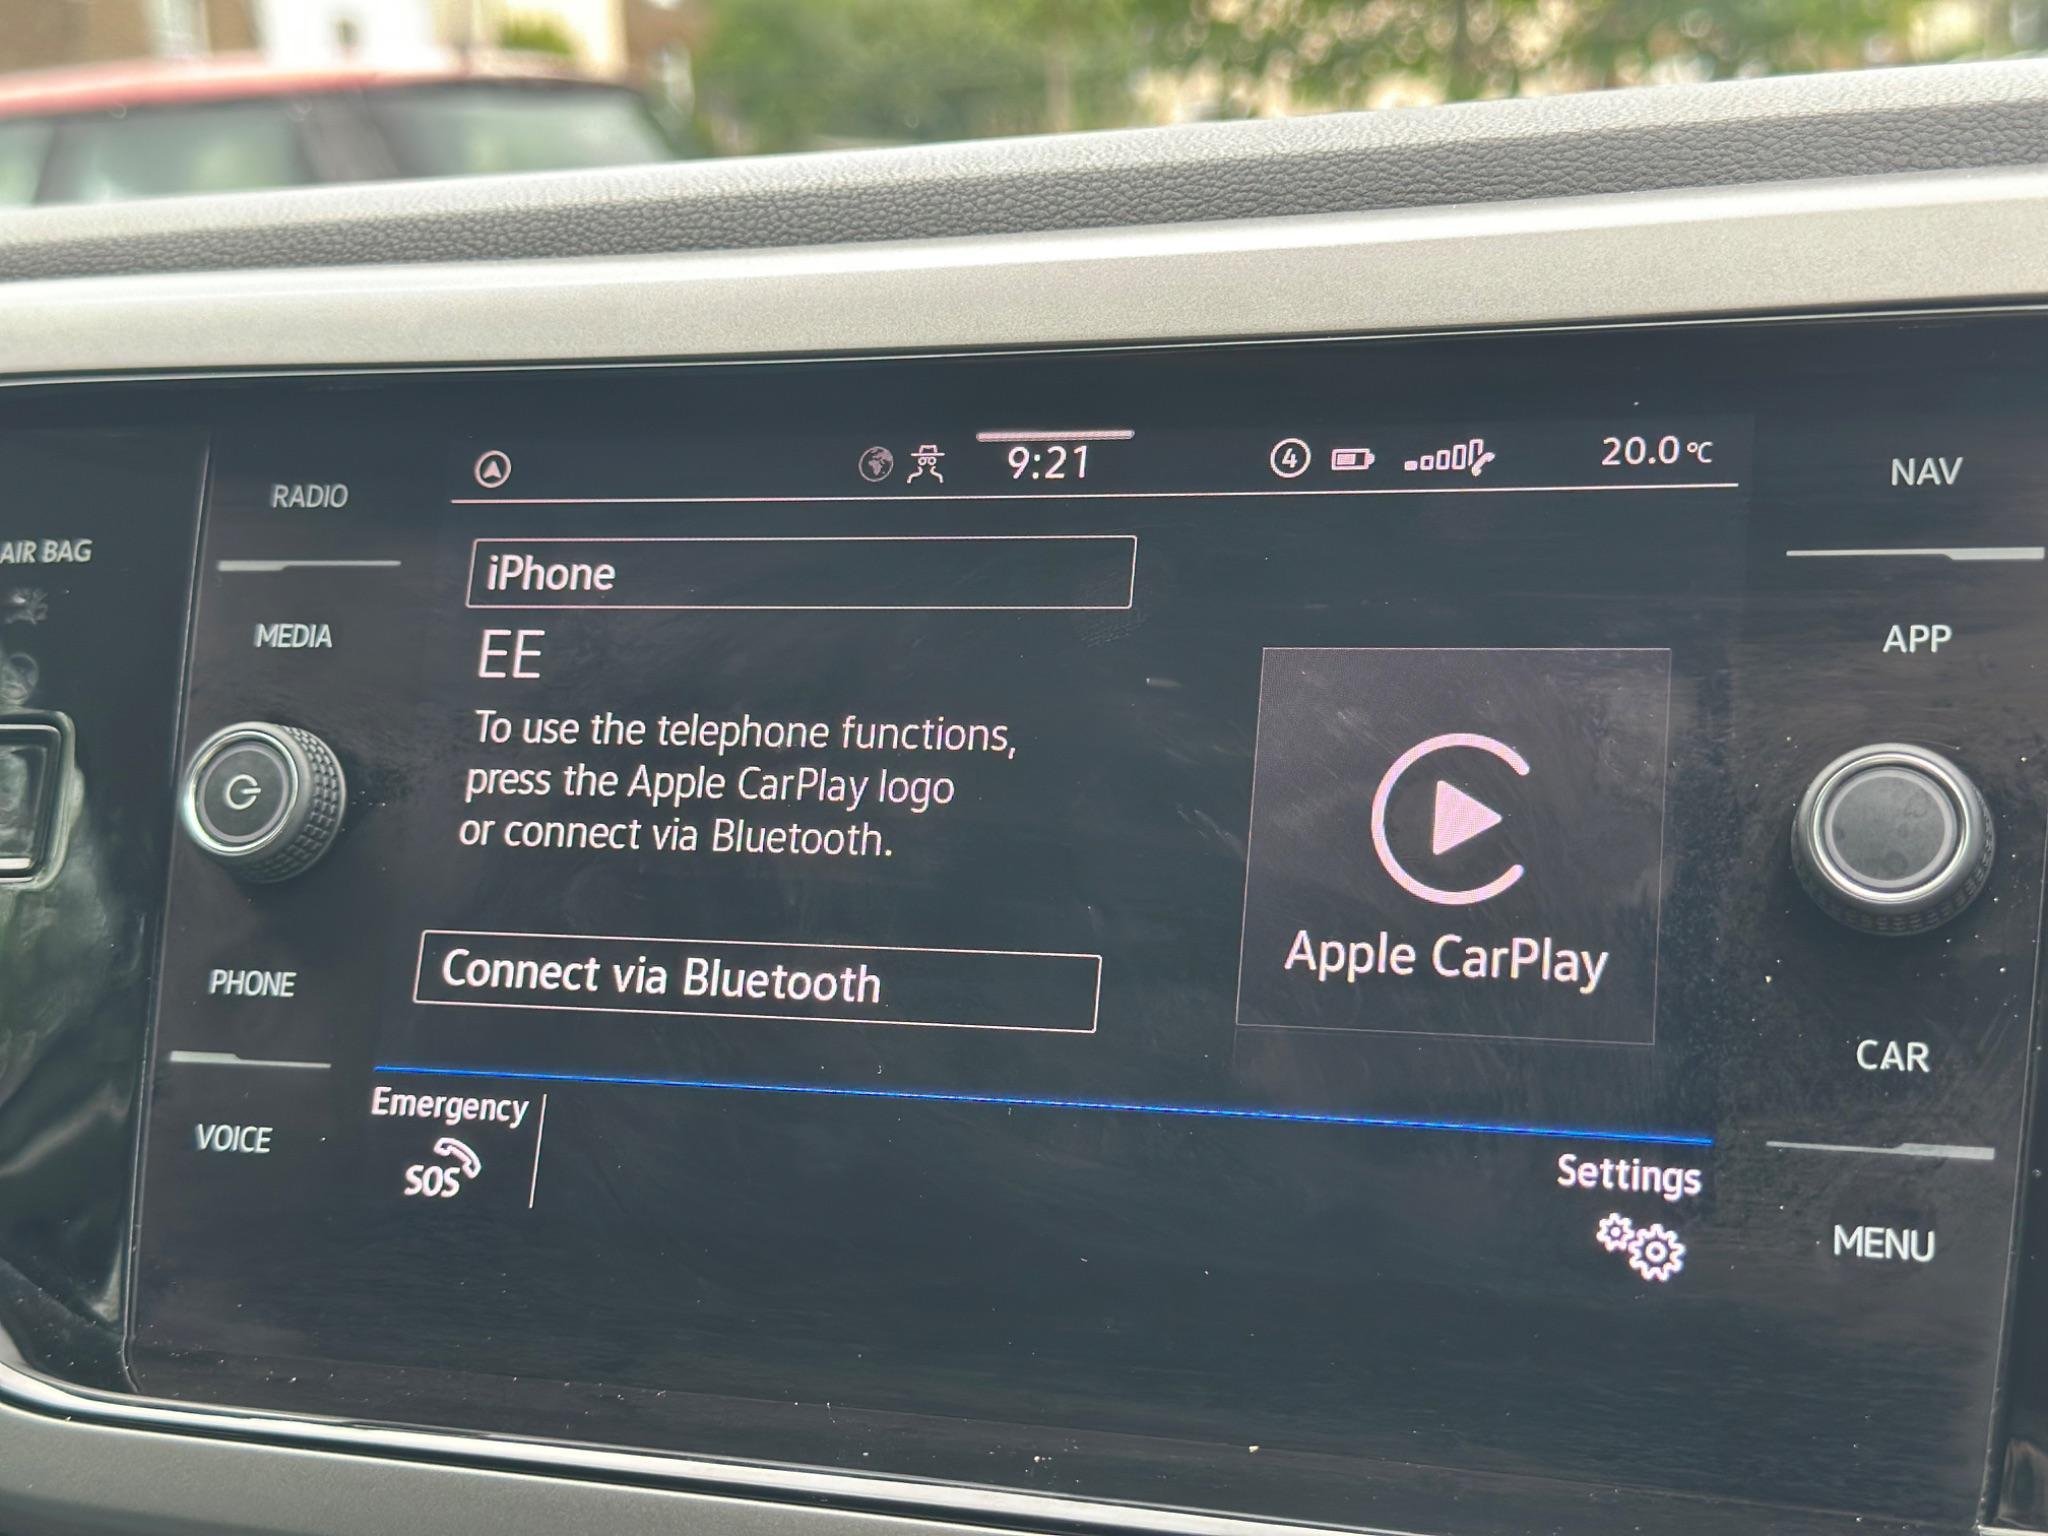 9:21
4
20.0 °C
RADIO
NAV
AIR BAG
iPhone
MEDIA
EE
APP
To use the telephone functions,
press the Apple CarPlay logo
or connect via Bluetooth.
Apple CarPlay
PHONE
Connect via Bluetooth
CAR
VOICE
Emergency
SOS
Settings
MENU